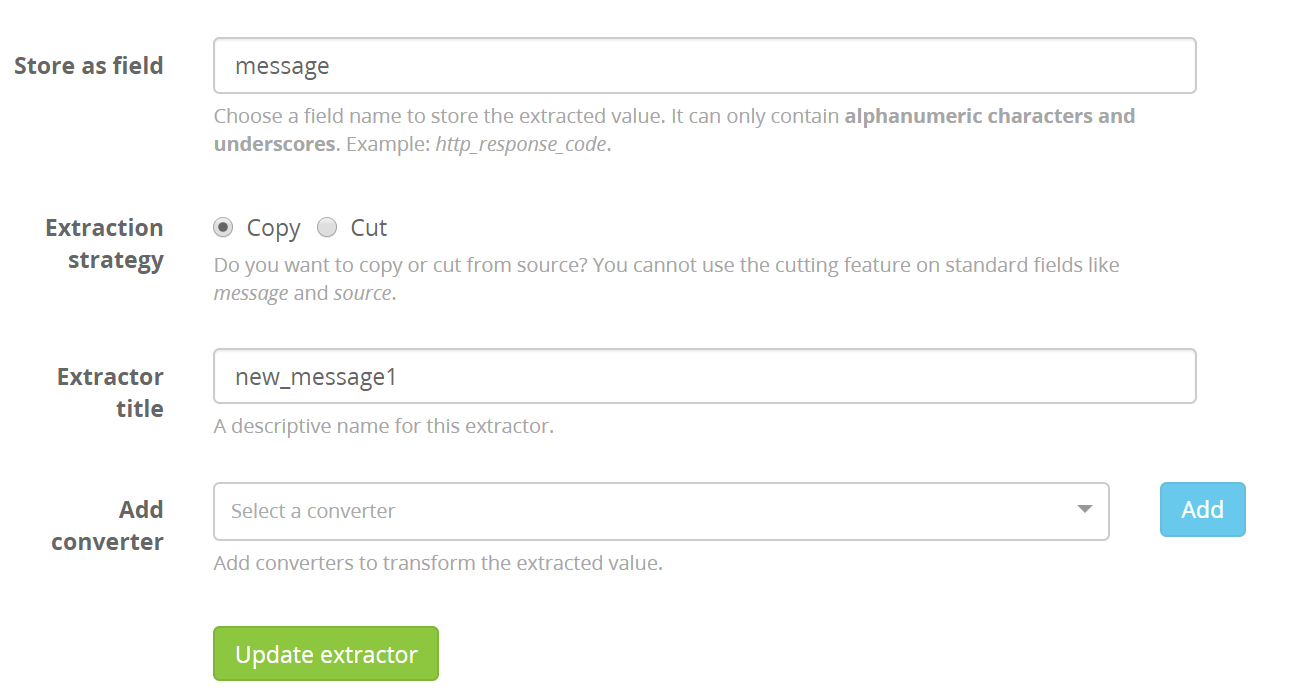 Store as field
message
Choose a field name to store the extracted value. It can only contain alphanumeric characters and
underscores. Example: http_response_code.
Extraction
strategy
Copy Cut
Do you want to copy or cut from source? You cannot use the cutting feature on standard fields like
message and source.
Extractor
title
new_message1
A descriptive name for this extractor.
Add
converter
Select a converter
Add
Add converters to transform the extracted value.
Update extractor